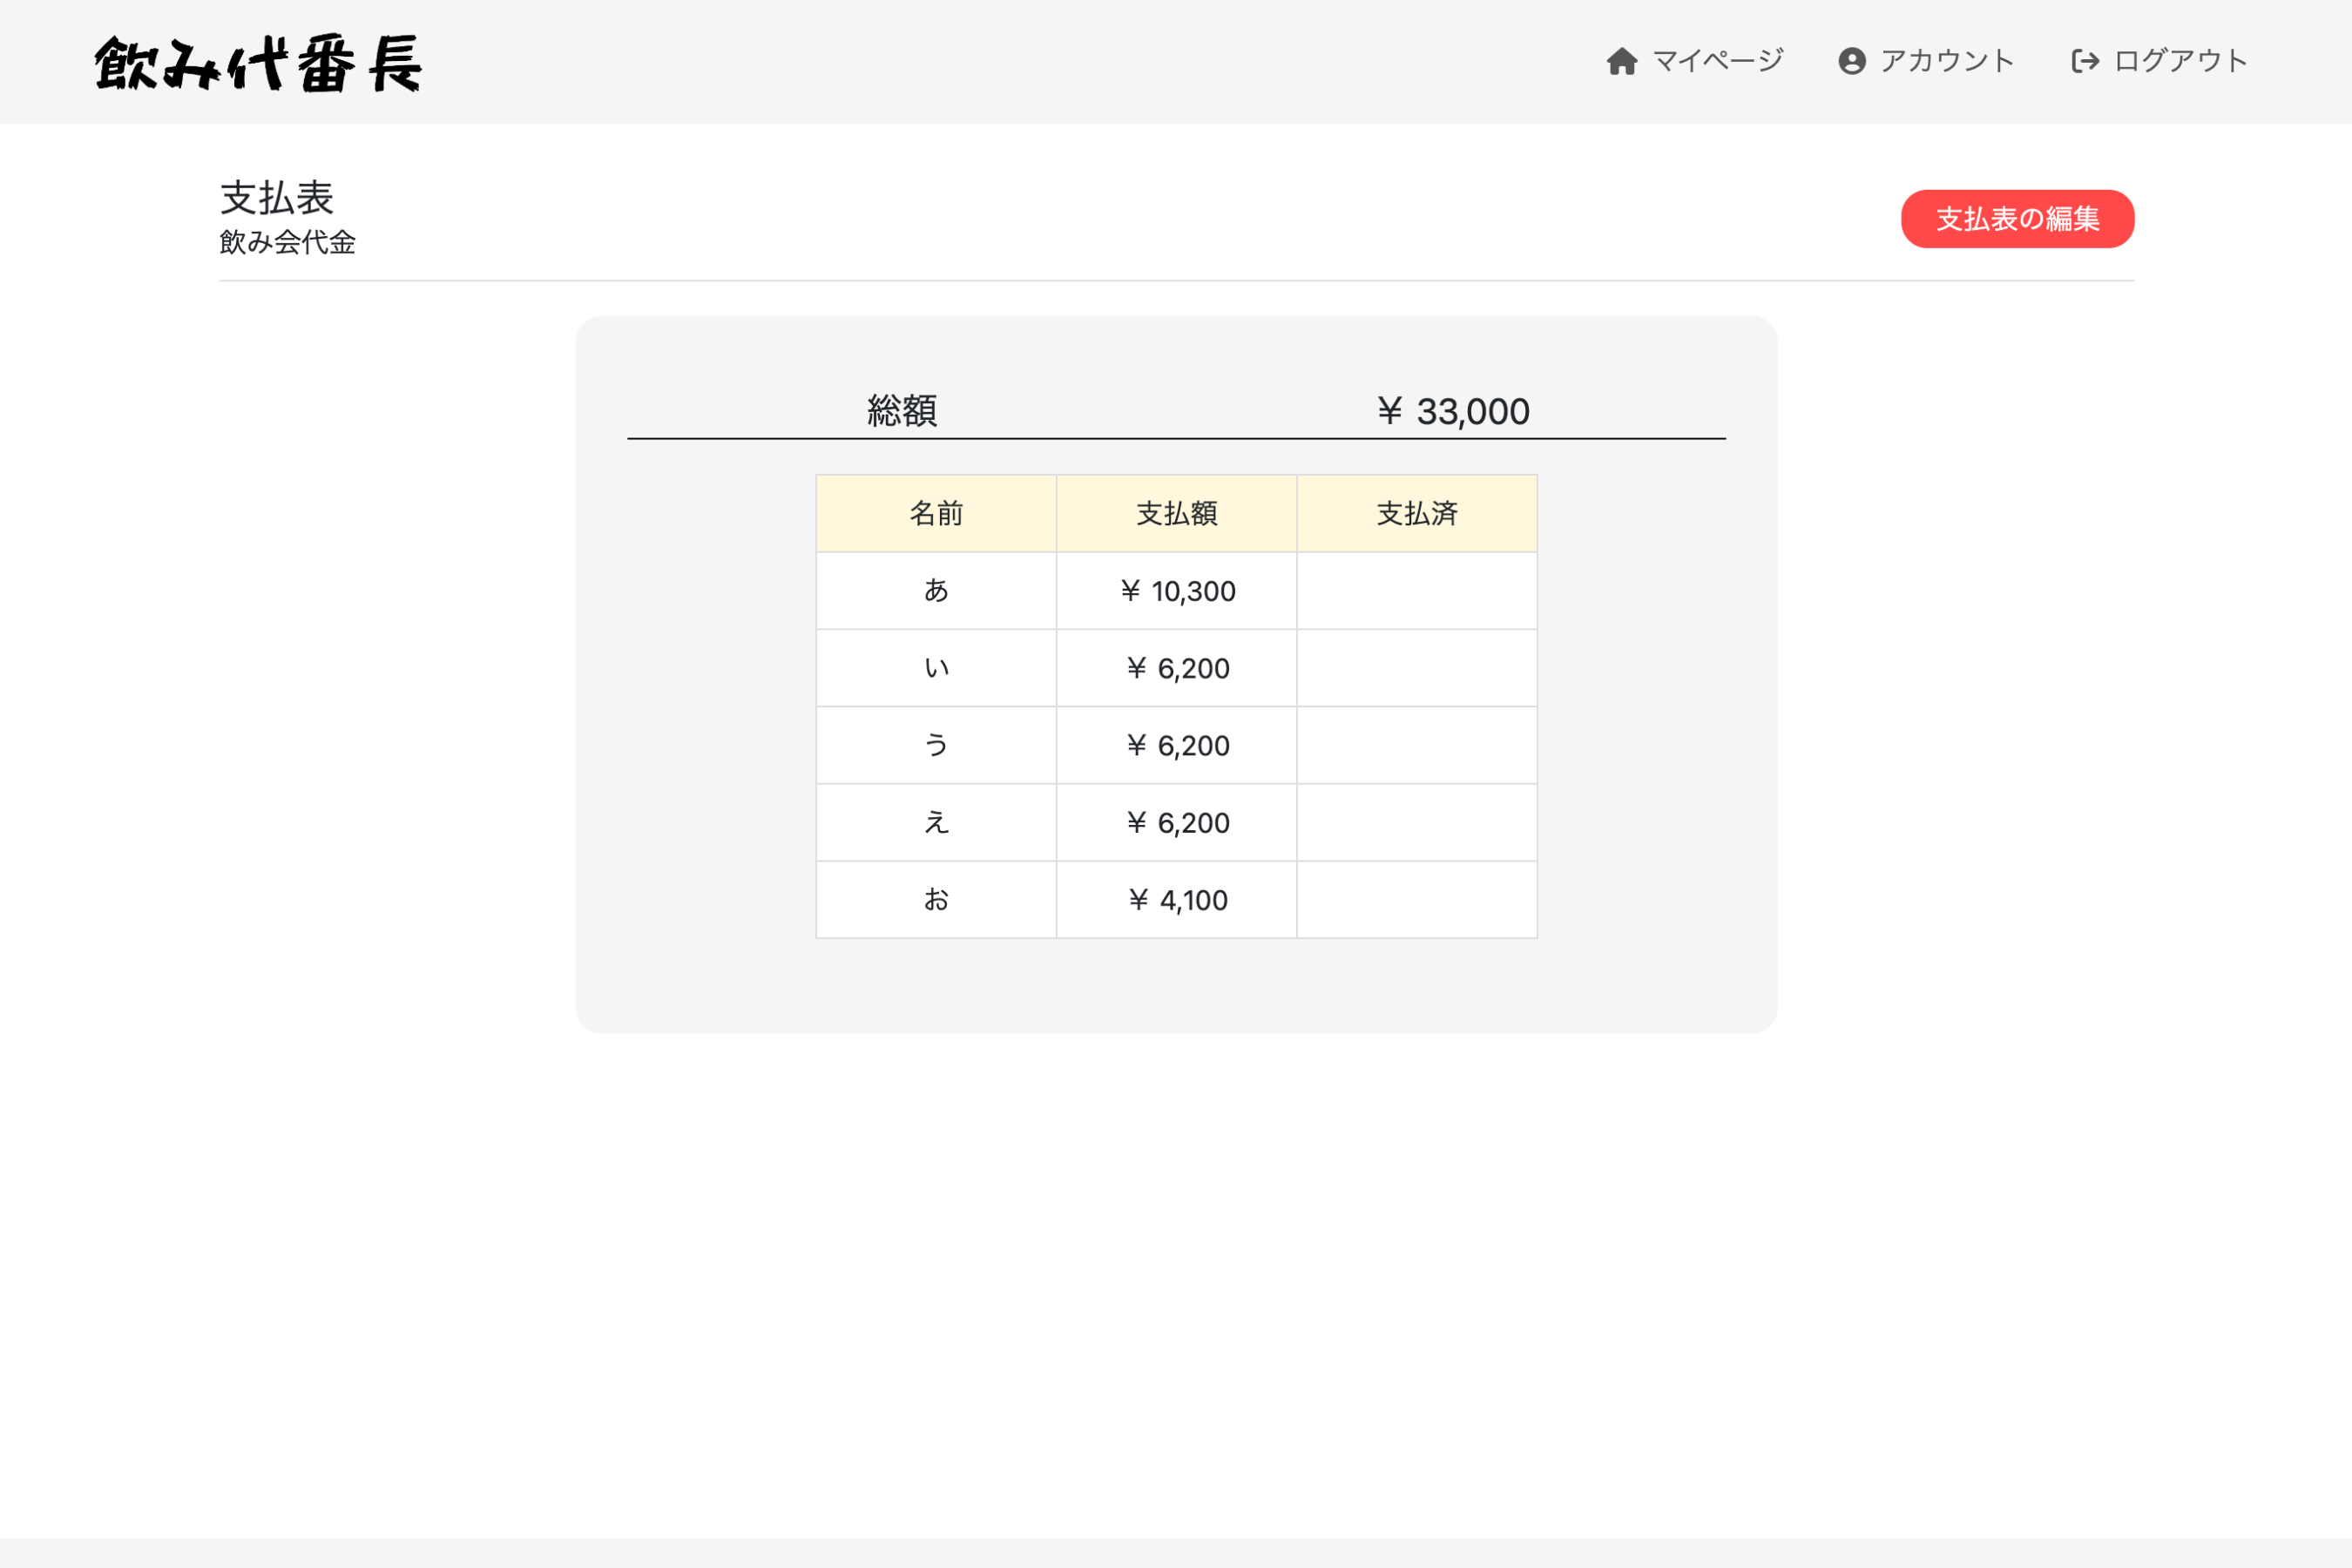 飲み代番長
マイページ アカウント ログアウト
支払表
飲み会代金
支払表の編集
総額 ¥ 33,000
名前 支払額 支払済
あ ¥ 10,300
い ¥ 6,200
う ¥ 6,200
え ¥ 6,200
お ¥ 4,100